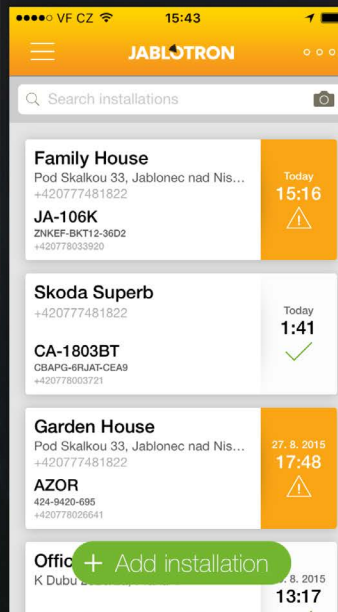 VF CZ 15:43
JABLOTRON
Search installations
Family House
Pod Skalkou 33, Jablonec nad Nis...
+420777481822
JA-106K
ZNKEF-BKT12-36D2
+420778033920
Today
15:16
Skoda Superb
+420777481822
CA-1803BT
CBAPG-6RJAT-CEA9
+420778003721
Today
1:41
Garden House
Pod Skalkou 33, Jablonec nad Nis...
+420777481822
AZOR
424-9420-695
+420778026641
27. 8. 2015
17:48
K Dubu
8. 2015
13:17
+ Add installation